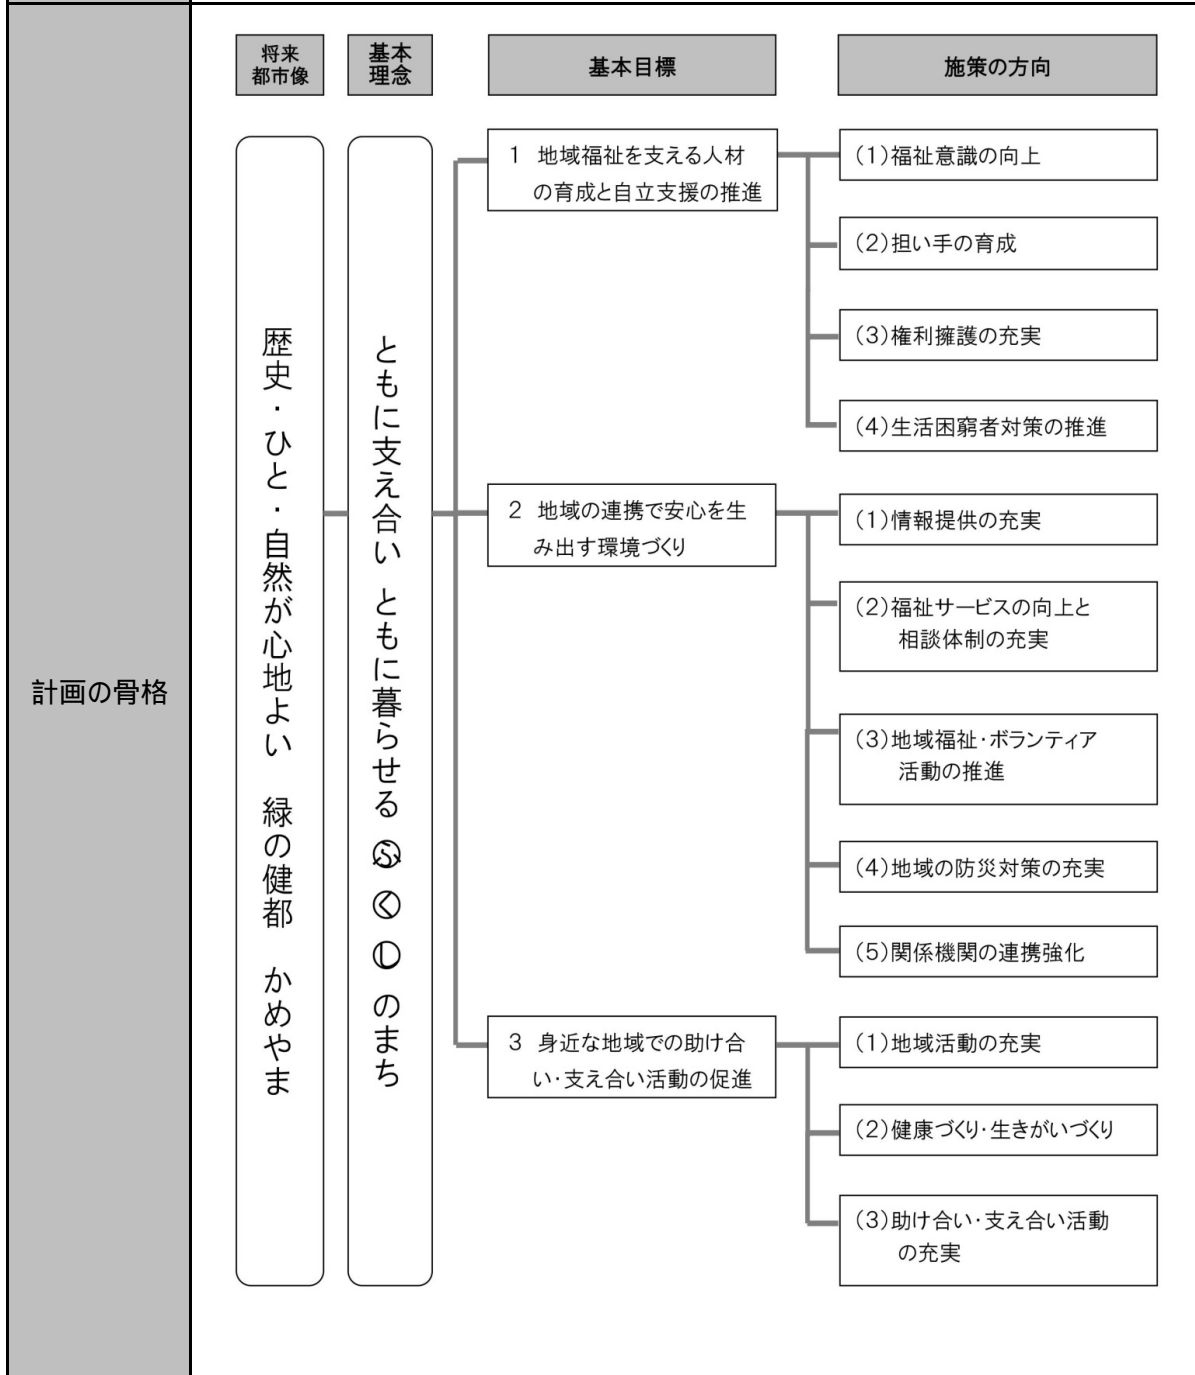 計画の骨格
将来
都市像
基本
理念
基本目標
施策の方向
歴史・ひと・自然が心地よい　緑の健都　かめやま
ともに支え合い ともに暮らせる ふくしのまち
1 地域福祉を支える人材
の育成と自立支援の推進
(1)福祉意識の向上
(2)担い手の育成
(3)権利擁護の充実
(4)生活困窮者対策の推進
2 地域の連携で安心を生
み出す環境づくり
(1)情報提供の充実
(2)福祉サービスの向上と
相談体制の充実
(3)地域福祉・ボランティア
活動の推進
(4)地域の防災対策の充実
(5)関係機関の連携強化
3 身近な地域での助け合
い・支え合い活動の促進
(1)地域活動の充実
(2)健康づくり・生きがいづくり
(3)助け合い・支え合い活動
の充実